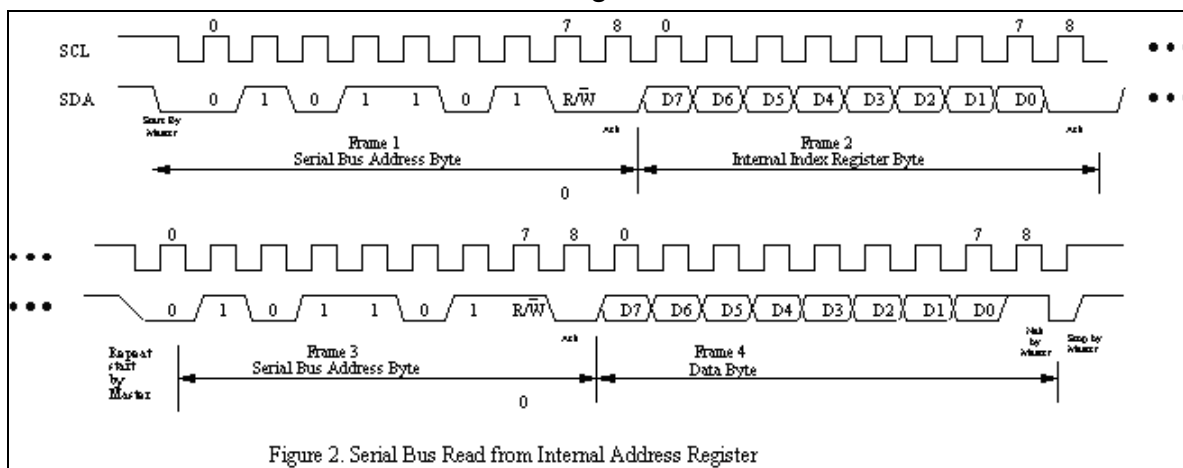 0 7 8 0 7 8
SCL
SDA 0 1 0 1 1 0 1 R/W̅ D7 D6 D5 D4 D3 D2 D1 D0
Start By Ack Ack
Master
Frame 1 Frame 2
Serial Bus Address Byte Internal Index Register Byte
0
0 7 8 0 7 8
0 1 0 1 1 0 1 R/W̅ D7 D6 D5 D4 D3 D2 D1 D0
Ack
Repeat start by Master
Frame 3 Frame 4
Serial Bus Address Byte Data Byte
Nak by Master
Stop by Master
0
Figure 2. Serial Bus Read from Internal Address Register